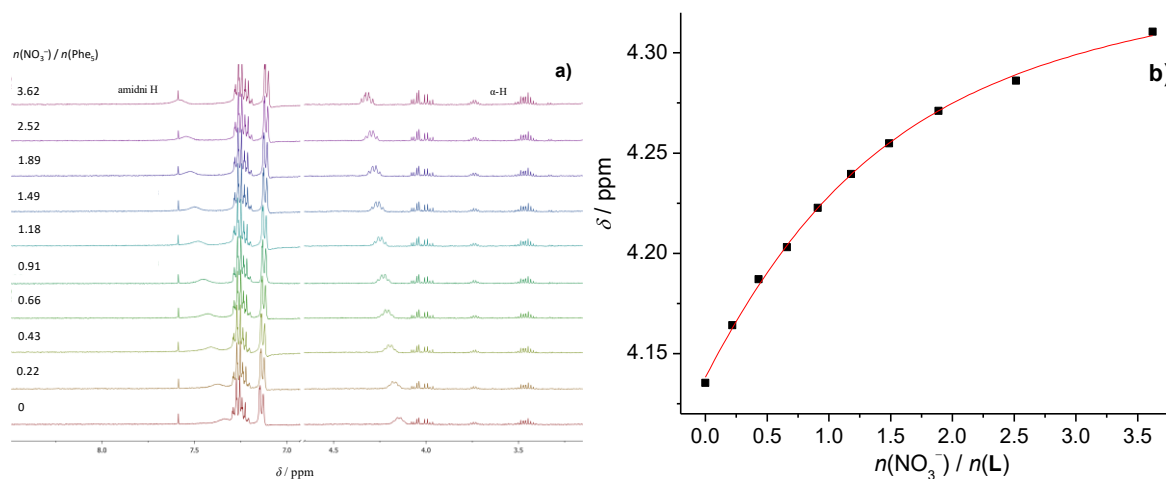 n(NO₃⁻) / n(Phe₅)
a)
amidni H
α-H
3.62
2.52
1.89
1.49
1.18
0.91
0.66
0.43
0.22
0
8.0 7.5 7.0 4.5 4.0 3.5
δ / ppm
b)
δ / ppm
4.30
4.25
4.20
4.15
0.0 0.5 1.0 1.5 2.0 2.5 3.0 3.5
n(NO₃⁻) / n(L)